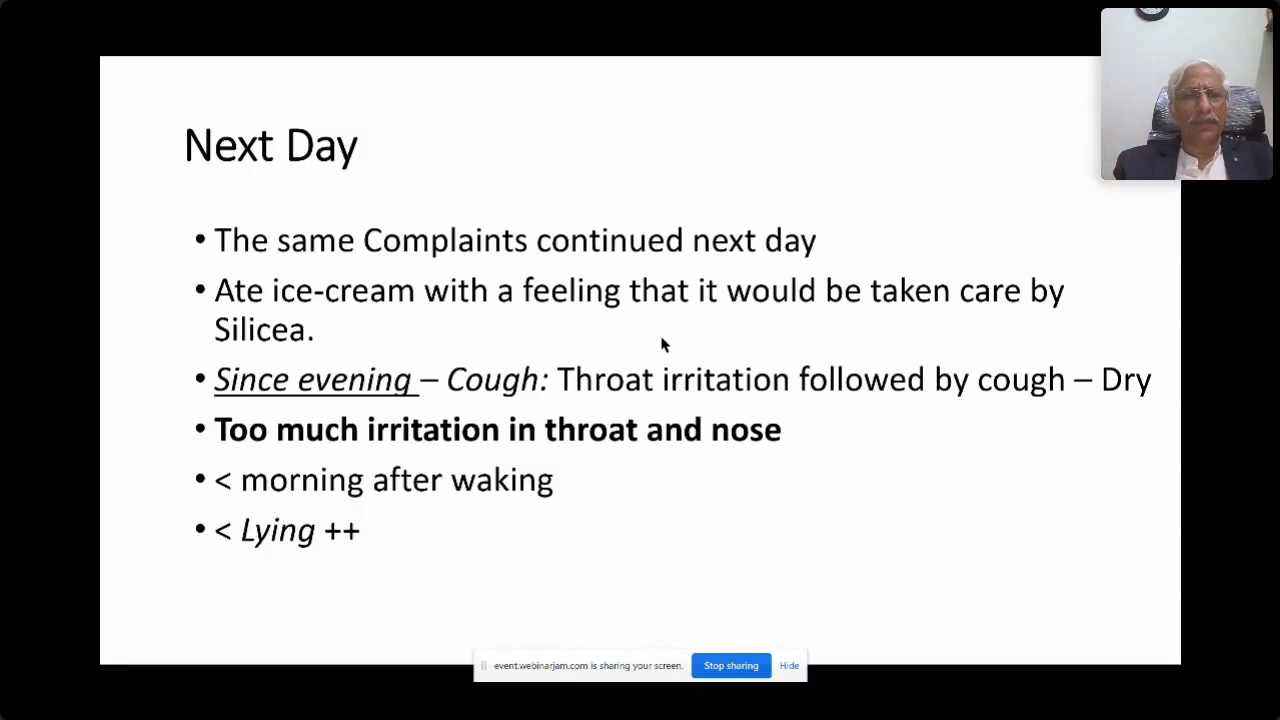 Next Day
• The same Complaints continued next day
• Ate ice-cream with a feeling that it would be taken care by
Silicea.
• Since evening – Cough: Throat irritation followed by cough – Dry
• Too much irritation in throat and nose
• < morning after waking
• < Lying ++
event.webinarjam.com is sharing your screen. Stop sharing Hide